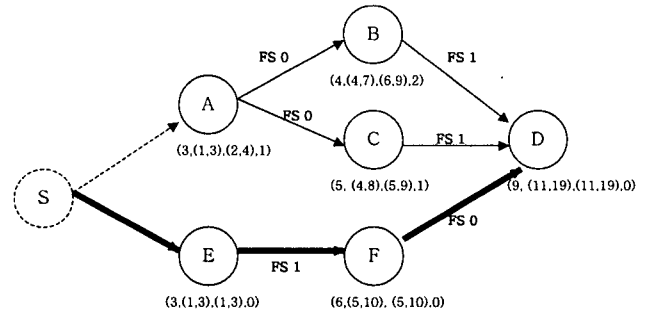 B
FS 0
FS 1
(4,(4,7),(6,9),2)
A
FS 0
C
FS 1
D
(3,(1,3),(2,4),1)
(5, (4,8),(5,9),1)
(9, (11,19),(11,19),0)
S
FS 0
E
FS 1
F
(3,(1,3),(1,3),0)
(6,(5,10), (5,10),0)